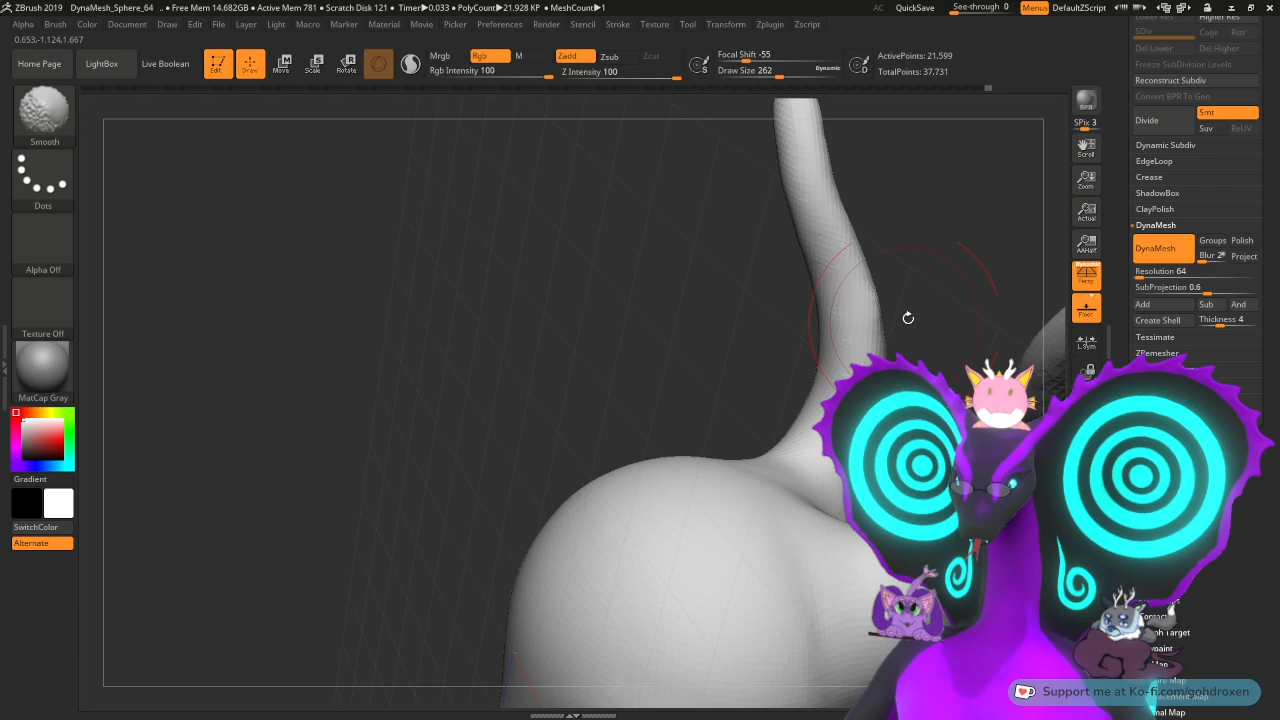 ZBrush 2019 DynaMesh_Sphere_64 .. • Free Mem 14.682GB • Active Mem 781 • Scratch Disk 121 • Timer▶0.033 • PolyCount▶21.928 KP • MeshCount▶1
AC QuickSave See-through 0 Menus DefaultZScript
Alpha Brush Color Document Draw Edit File Layer Light Macro Marker Material Movie Picker Preferences Render Stencil Stroke Texture Tool Transform Zplugin Zscript
0.653,-1.124,1.667
Home Page LightBox Live Boolean Edit Draw Move Scale Rotate
Mrgb Rgb M Zadd Zsub Zcut
Rgb Intensity 100 Z Intensity 100
Focal Shift -55
Draw Size 262 Dynamic
ActivePoints: 21,599
TotalPoints: 37,731
S
D
Smooth
Dots
Alpha Off
Texture Off
MatCap Gray
Gradient
SwitchColor
Alternate
BPR
SPix 3
Scroll
Zoom
Actual
AAHalf
Dynamic
Persp
Floor
L.Sym
Lower Res Higher Res
SDiv Cage Rstr
Del Lower Del Higher
Freeze SubDivision Levels
Reconstruct Subdiv
Convert BPR To Geo
Divide Smt
Suv ReUV
Dynamic Subdiv
EdgeLoop
Crease
ShadowBox
ClayPolish
DynaMesh
DynaMesh Groups Polish
Blur 2 Project
Resolution 64
SubProjection 0.6
Add Sub And
Create Shell Thickness 4
Tessimate
ZRemesher
Support me at Ko-fi.com/gohdroxen